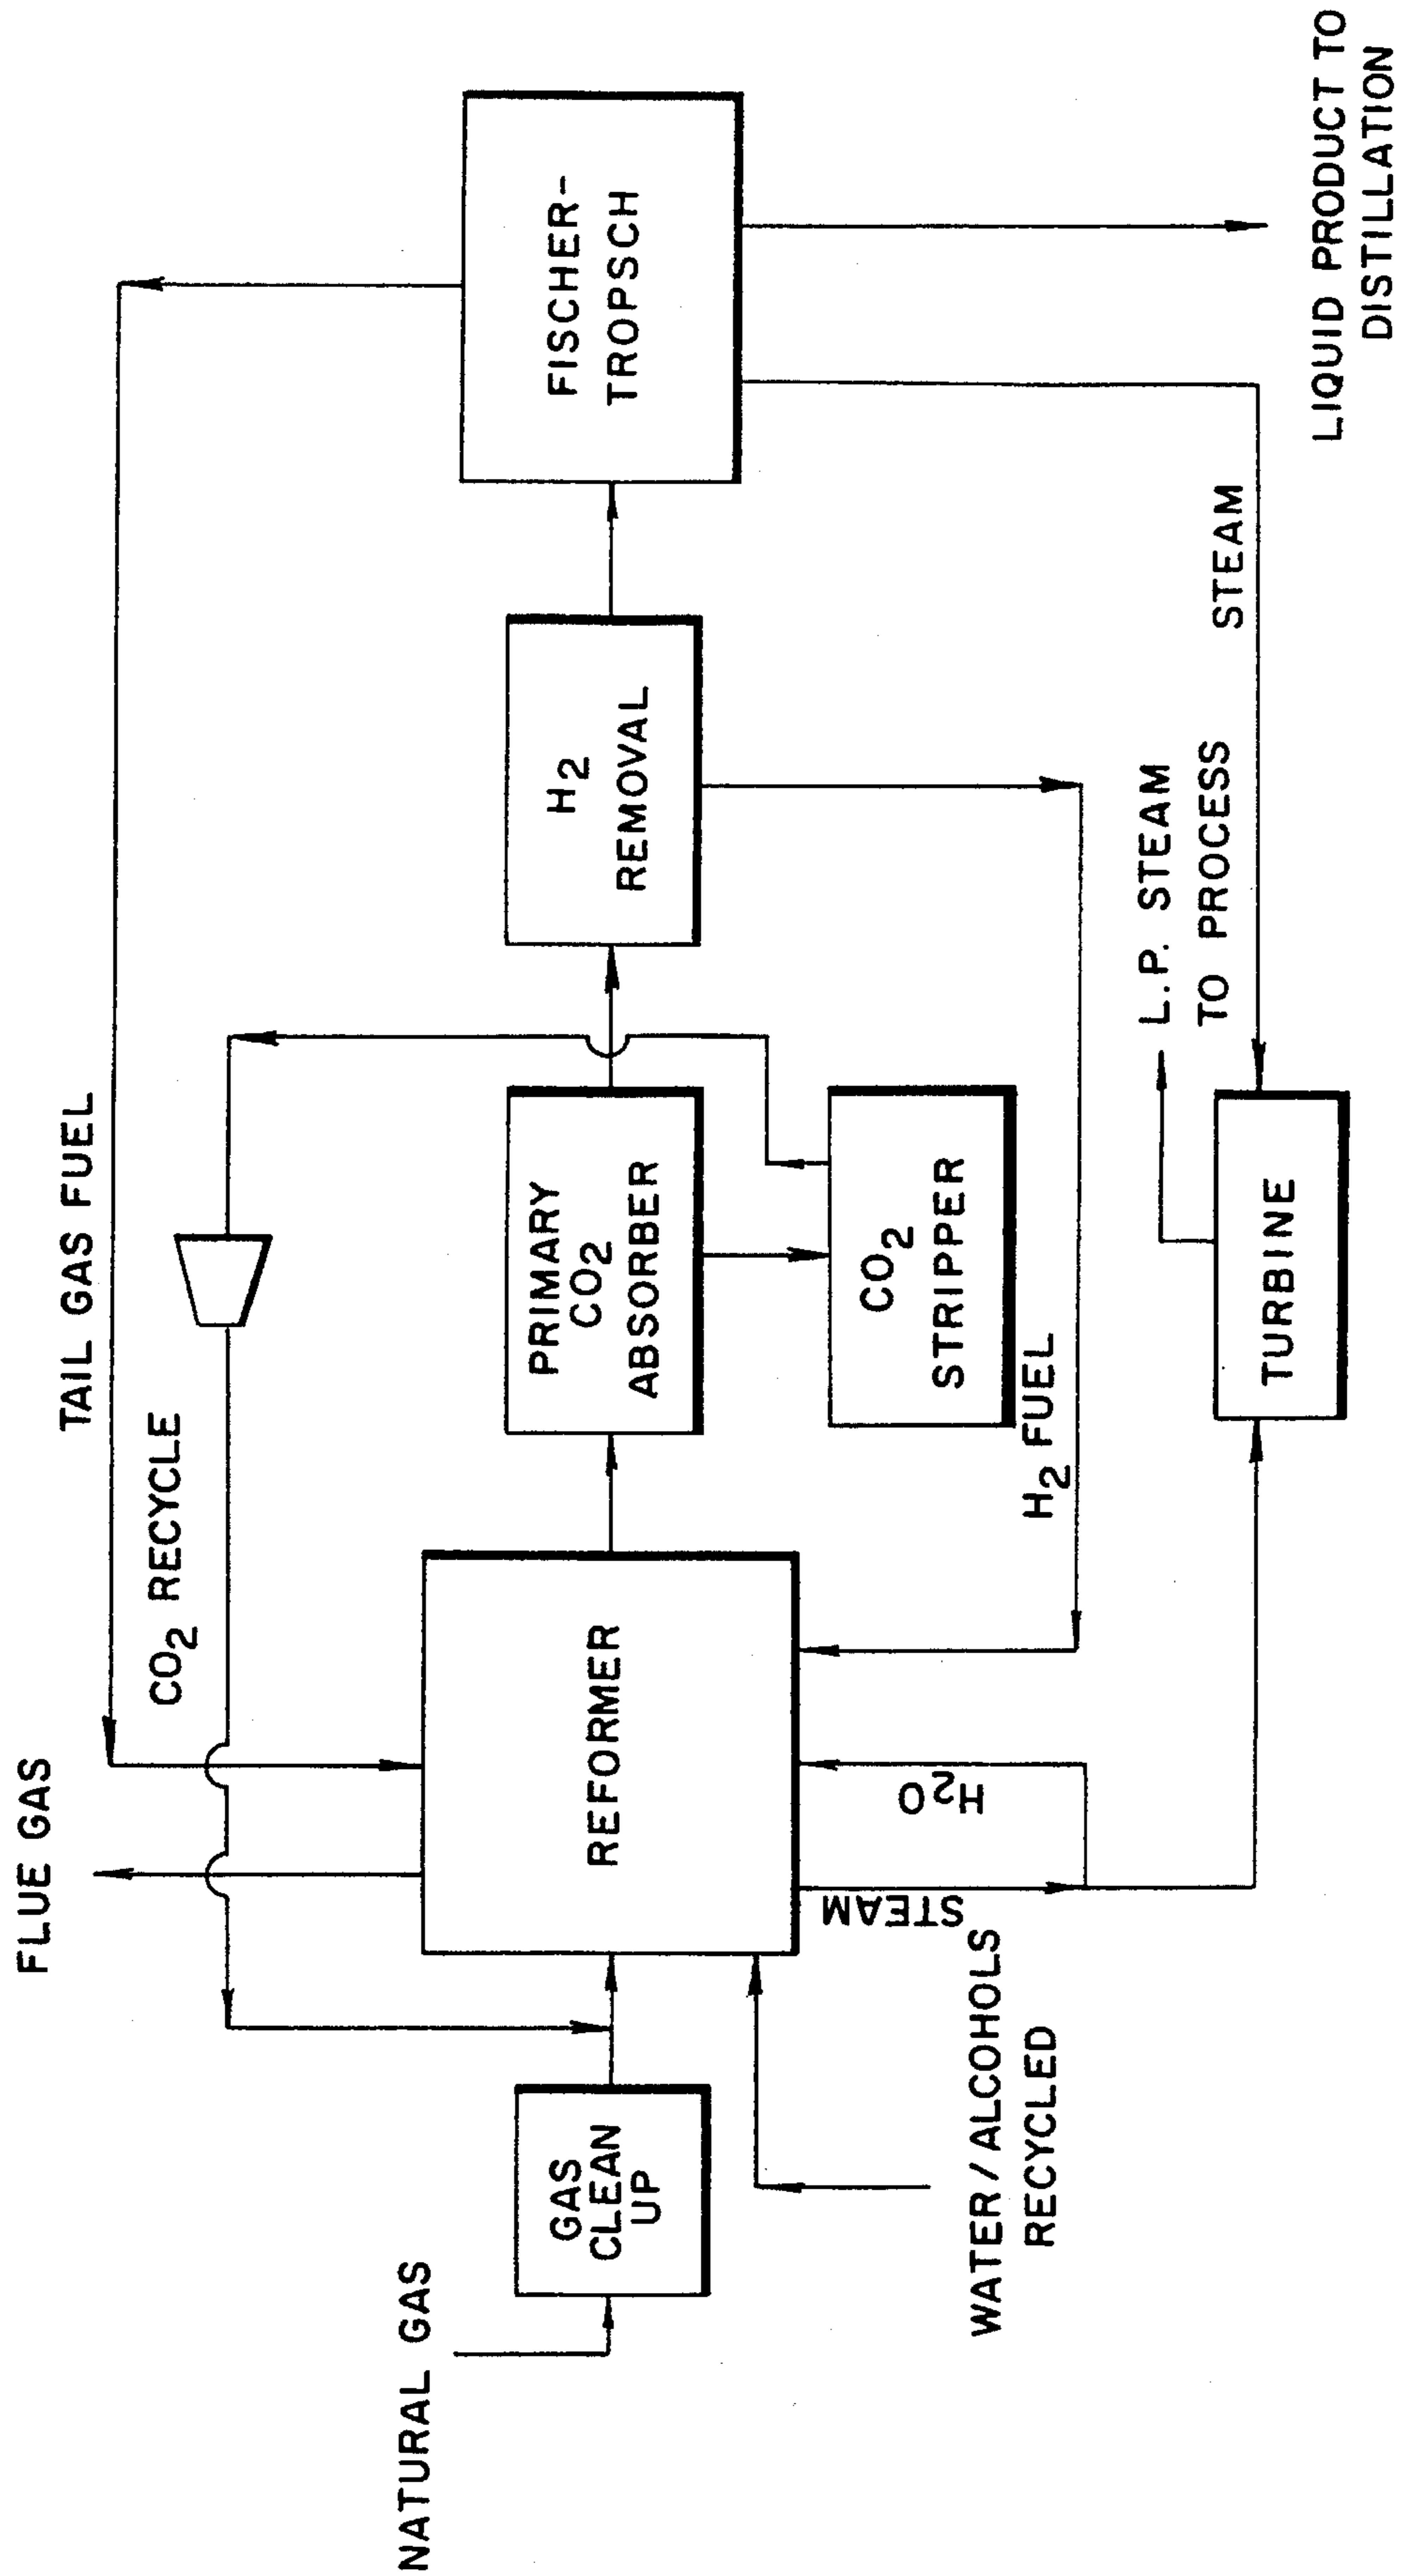 FLUE GAS
TAIL GAS FUEL
CO2 RECYCLE
NATURAL GAS
GAS
CLEAN
UP
REFORMER
PRIMARY
CO2
ABSORBER
H2
REMOVAL
FISCHER-
TROPSCH
CO2
STRIPPER
STEAM
H2O
H2 FUEL
WATER/ALCOHOLS
RECYCLED
L.P. STEAM
TO PROCESS
STEAM
TURBINE
LIQUID PRODUCT TO
DISTILLATION